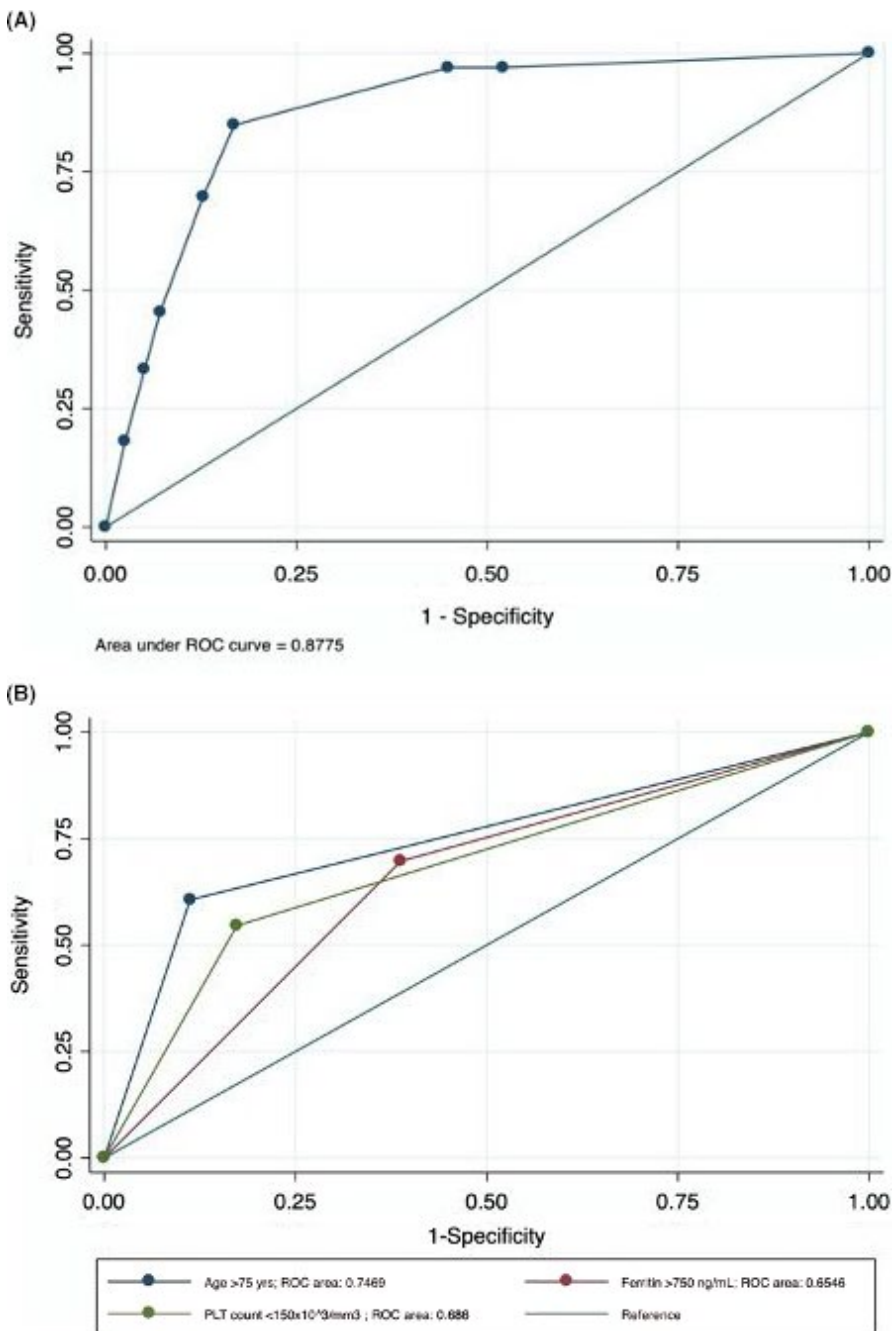 (A)
1.00
0.75
0.50
0.25
0.00
Sensitivity
0.00 0.25 0.50 0.75 1.00
1 - Specificity
Area under ROC curve = 0.8775
(B)
1.00
0.75
0.50
0.25
0.00
Sensitivity
0.00 0.25 0.50 0.75 1.00
1-Specificity
Age >75 yrs; ROC area: 0.7469 Ferritin >750 ng/mL; ROC area: 0.6546
PLT count <150x10^3/mm3 ; ROC area: 0.686 Reference